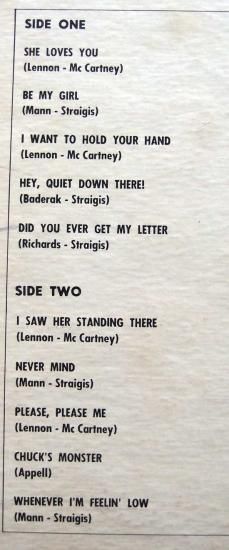 SIDE ONE
SHE LOVES YOU
(Lennon - Mc Cartney)
BE MY GIRL
(Mann - Straigis)
I WANT TO HOLD YOUR HAND
(Lennon - Mc Cartney)
HEY, QUIET DOWN THERE!
(Baderak - Straigis)
DID YOU EVER GET MY LETTER
(Richards - Straigis)
SIDE TWO
I SAW HER STANDING THERE
(Lennon - Mc Cartney)
NEVER MIND
(Mann - Straigis)
PLEASE, PLEASE ME
(Lennon - Mc Cartney)
CHUCK'S MONSTER
(Appell)
WHENEVER I'M FEELIN' LOW
(Mann - Straigis)